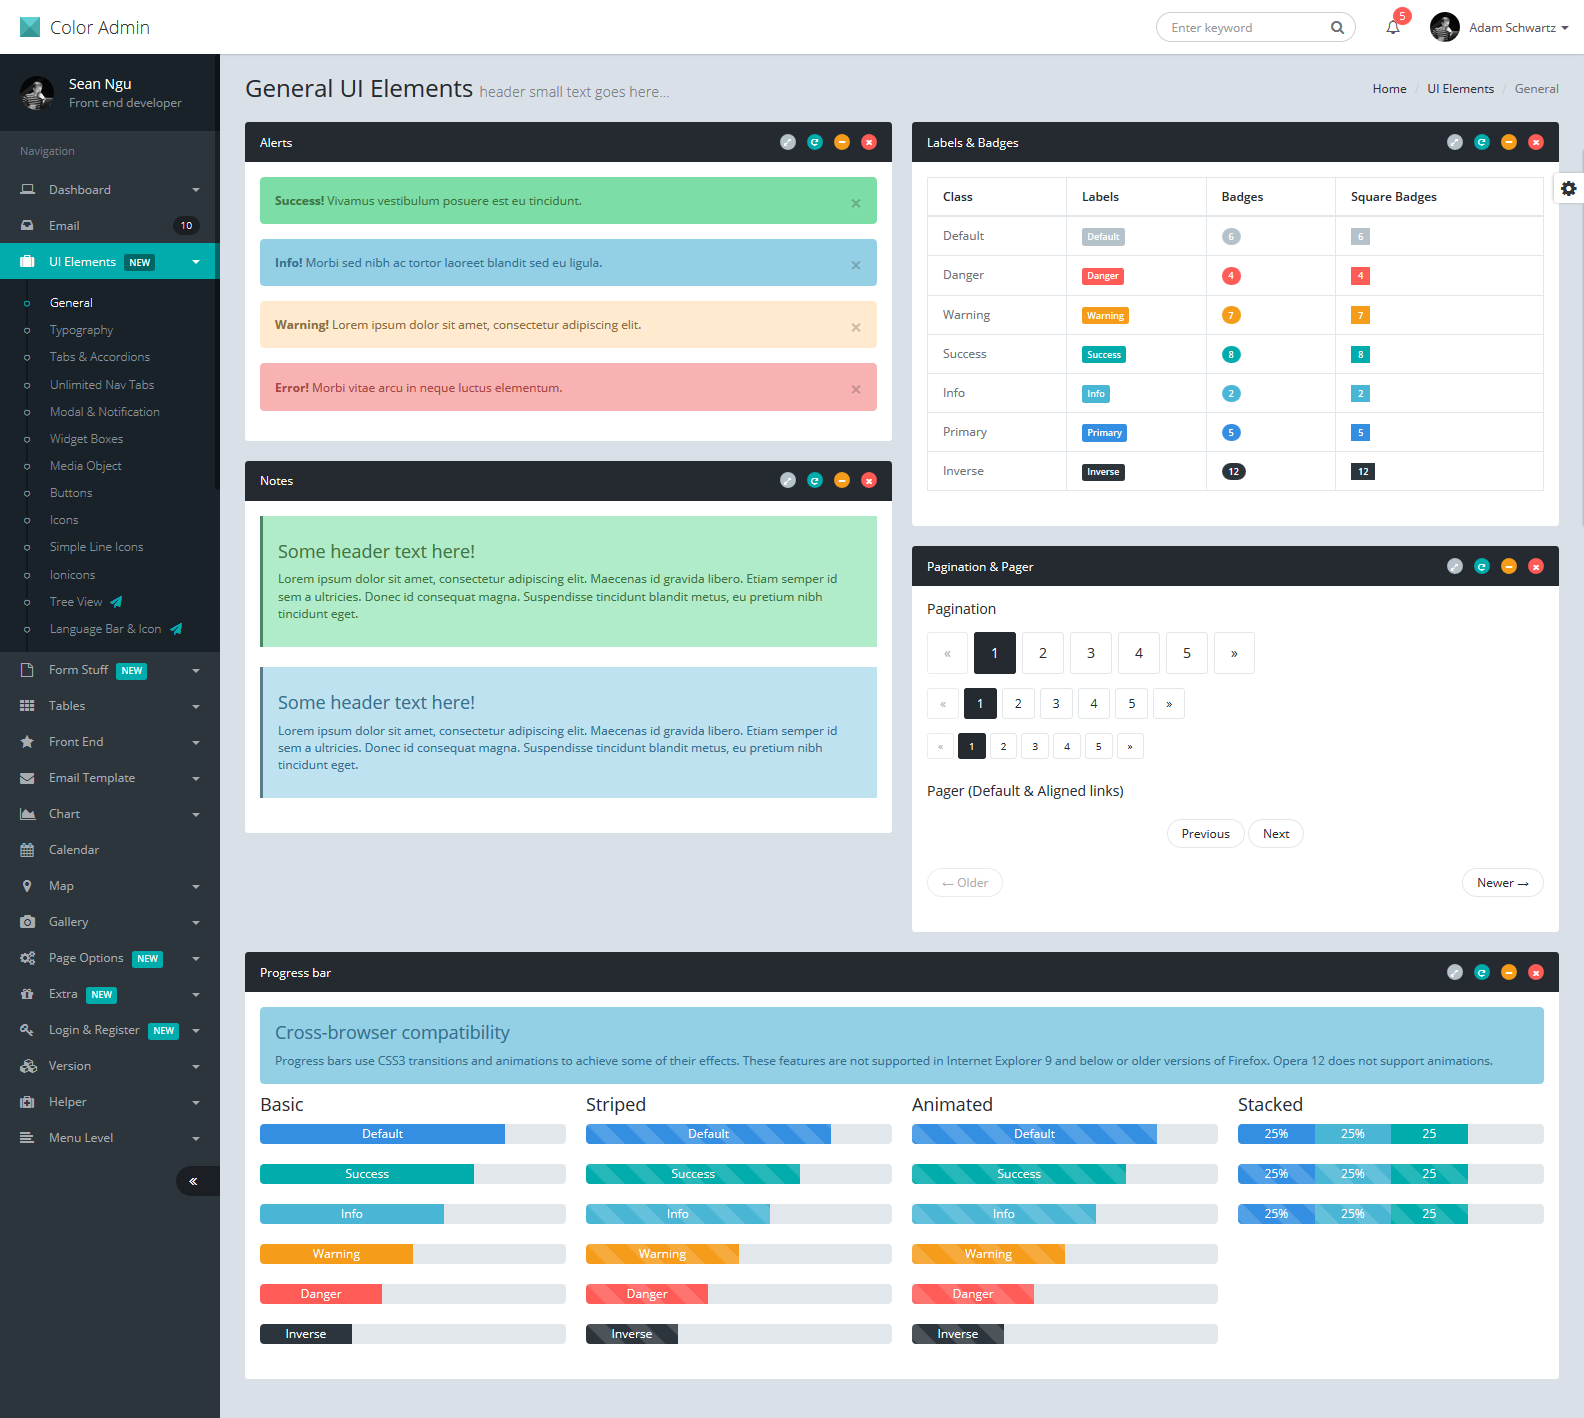 Color Admin
Enter keyword
5
Adam Schwartz
Sean Ngu
Front end developer
Navigation
Dashboard
Email 10
UI Elements NEW
General
Typography
Tabs & Accordions
Unlimited Nav Tabs
Modal & Notification
Widget Boxes
Media Object
Buttons
Icons
Simple Line Icons
Ionicons
Tree View
Language Bar & Icon
Form Stuff NEW
Tables
Front End
Email Template
Chart
Calendar
Map
Gallery
Page Options NEW
Extra NEW
Login & Register NEW
Version
Helper
Menu Level
«
General UI Elements header small text goes here...
Home / UI Elements / General
Alerts
Success! Vivamus vestibulum posuere est eu tincidunt. ×
Info! Morbi sed nibh ac tortor laoreet blandit sed eu ligula. ×
Warning! Lorem ipsum dolor sit amet, consectetur adipiscing elit. ×
Error! Morbi vitae arcu in neque luctus elementum. ×
Notes
Some header text here!
Lorem ipsum dolor sit amet, consectetur adipiscing elit. Maecenas id gravida libero. Etiam semper id
sem a ultricies. Donec id consequat magna. Suspendisse tincidunt blandit metus, eu pretium nibh
tincidunt eget.
Some header text here!
Lorem ipsum dolor sit amet, consectetur adipiscing elit. Maecenas id gravida libero. Etiam semper id
sem a ultricies. Donec id consequat magna. Suspendisse tincidunt blandit metus, eu pretium nibh
tincidunt eget.
Labels & Badges
Class Labels Badges Square Badges
Default Default 6 6
Danger Danger 4 4
Warning Warning 7 7
Success Success 8 8
Info Info 2 2
Primary Primary 5 5
Inverse Inverse 12 12
Pagination & Pager
Pagination
« 1 2 3 4 5 »
« 1 2 3 4 5 »
« 1 2 3 4 5 »
Pager (Default & Aligned links)
Previous Next
← Older Newer →
Progress bar
Cross-browser compatibility
Progress bars use CSS3 transitions and animations to achieve some of their effects. These features are not supported in Internet Explorer 9 and below or older versions of Firefox. Opera 12 does not support animations.
Basic Striped Animated Stacked
Default Default Default 25% 25% 25
Success Success Success 25% 25% 25
Info Info Info 25% 25% 25
Warning Warning Warning
Danger Danger Danger
Inverse Inverse Inverse